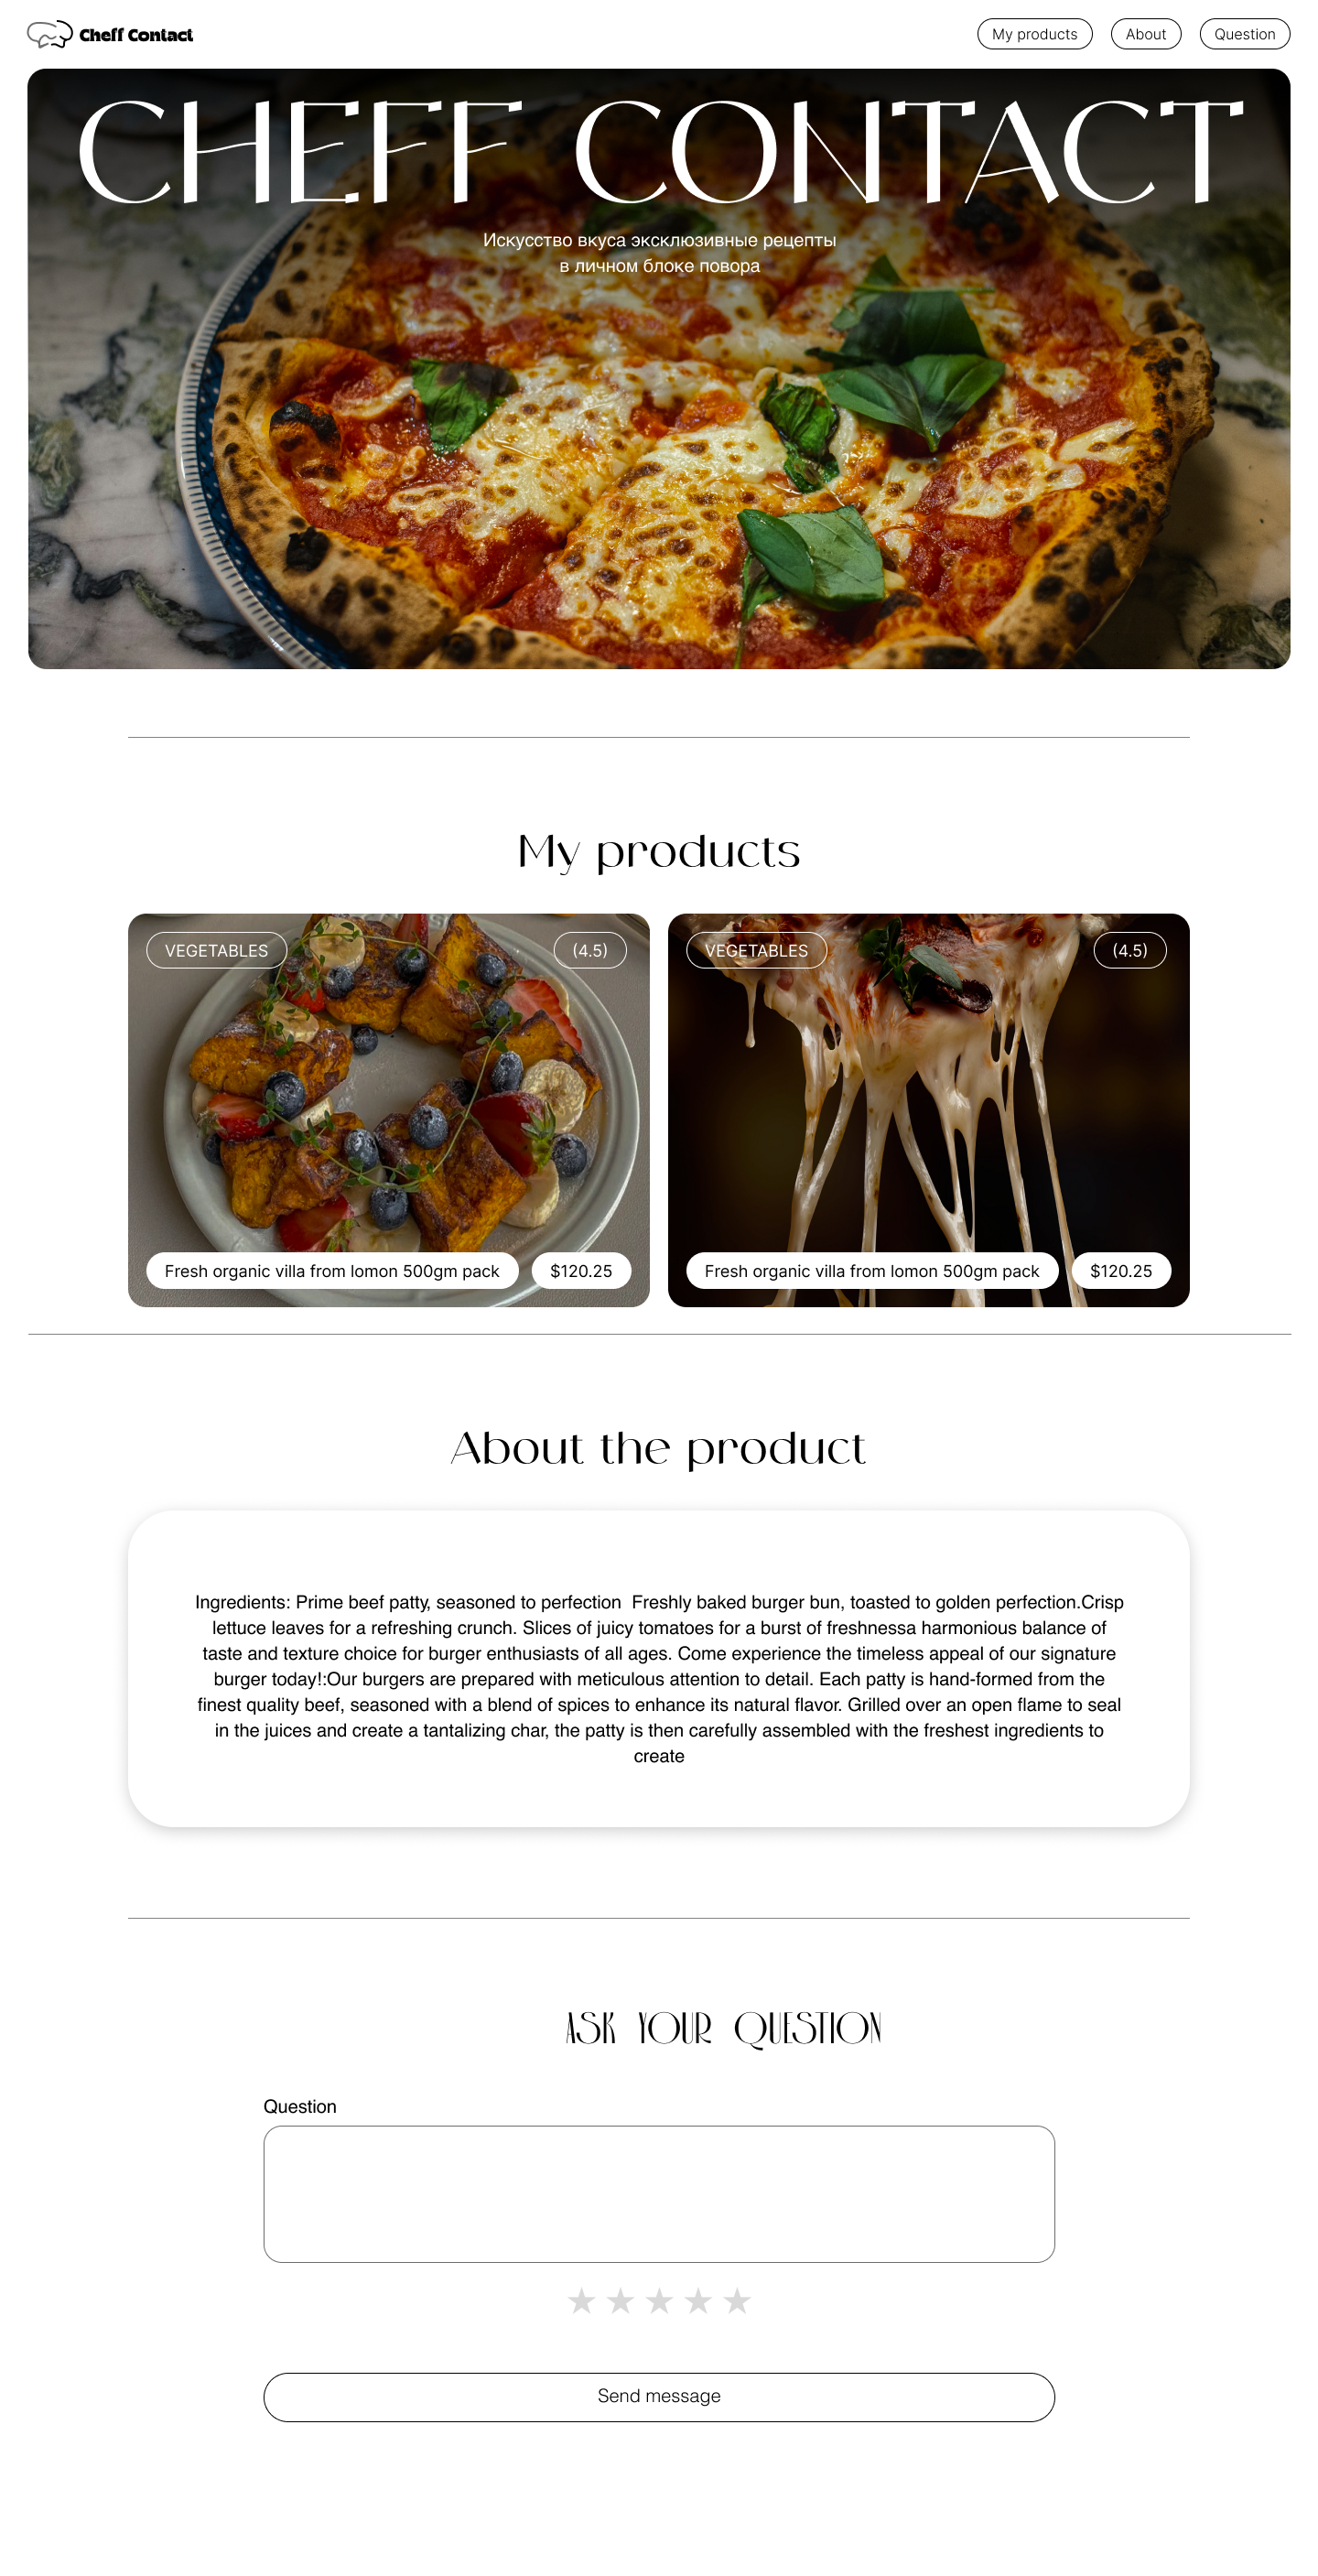 Cheff Contact
My products
About
Question
CHEFF CONTACT
Искусство вкуса эксклюзивные рецепты
в личном блоке повора
My products
VEGETABLES
(4.5)
Fresh organic villa from lomon 500gm pack
$120.25
VEGETABLES
(4.5)
Fresh organic villa from lomon 500gm pack
$120.25
About the product
Ingredients: Prime beef patty, seasoned to perfection  Freshly baked burger bun, toasted to golden perfection.Crisp
lettuce leaves for a refreshing crunch. Slices of juicy tomatoes for a burst of freshnessa harmonious balance of
taste and texture choice for burger enthusiasts of all ages. Come experience the timeless appeal of our signature
burger today!:Our burgers are prepared with meticulous attention to detail. Each patty is hand-formed from the
finest quality beef, seasoned with a blend of spices to enhance its natural flavor. Grilled over an open flame to seal
in the juices and create a tantalizing char, the patty is then carefully assembled with the freshest ingredients to
create
ASK YOUR QUESTION
Question
Send message